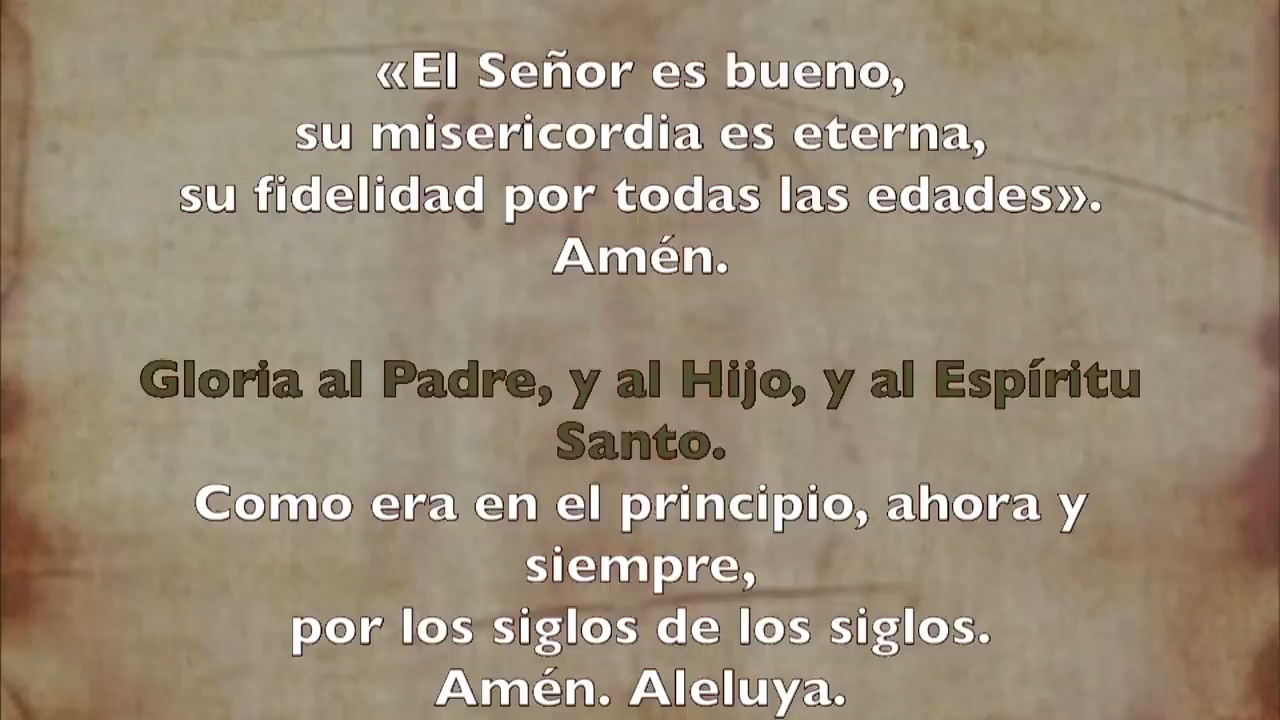 «El Señor es bueno,
su misericordia es eterna,
su fidelidad por todas las edades».
Amén.
Gloria al Padre, y al Hijo, y al Espíritu
Santo.
Como era en el principio, ahora y
siempre,
por los siglos de los siglos.
Amén. Aleluya.